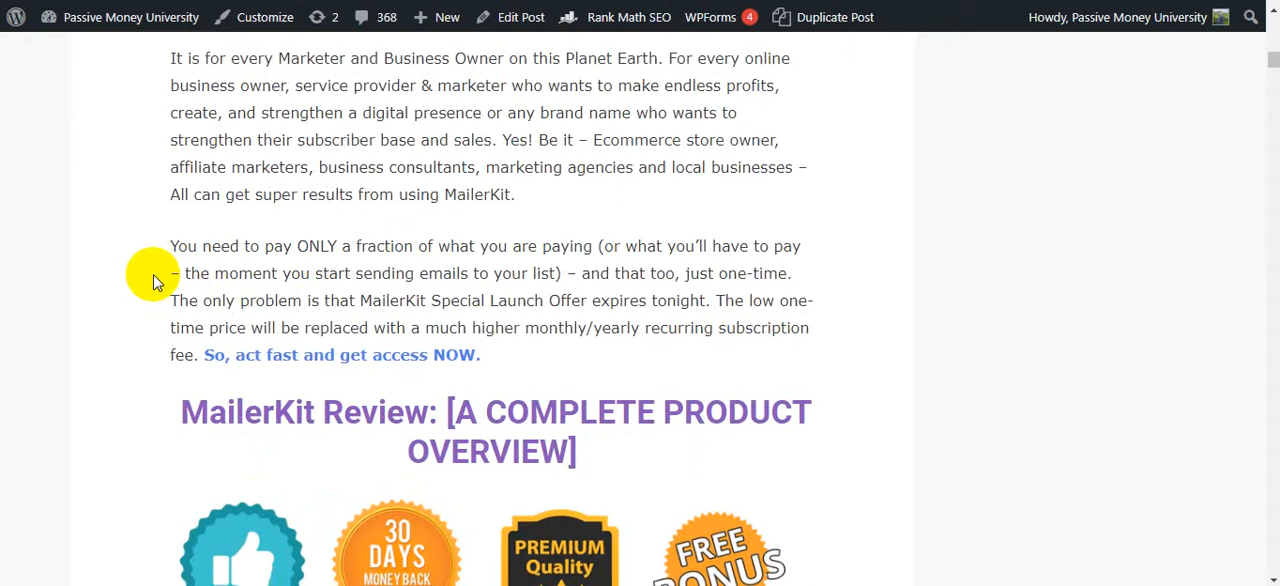 Passive Money University Customize 2 368 New Edit Post Rank Math SEO WPForms 4 Duplicate Post Howdy, Passive Money University
It is for every Marketer and Business Owner on this Planet Earth. For every online
business owner, service provider & marketer who wants to make endless profits,
create, and strengthen a digital presence or any brand name who wants to
strengthen their subscriber base and sales. Yes! Be it – Ecommerce store owner,
affiliate marketers, business consultants, marketing agencies and local businesses –
All can get super results from using MailerKit.
You need to pay ONLY a fraction of what you are paying (or what you’ll have to pay
– the moment you start sending emails to your list) – and that too, just one-time.
The only problem is that MailerKit Special Launch Offer expires tonight. The low one-
time price will be replaced with a much higher monthly/yearly recurring subscription
fee. So, act fast and get access NOW.
MailerKit Review: [A COMPLETE PRODUCT
OVERVIEW]
30
DAYS
MONEY BACK
PREMIUM
Quality
FREE
BONUS